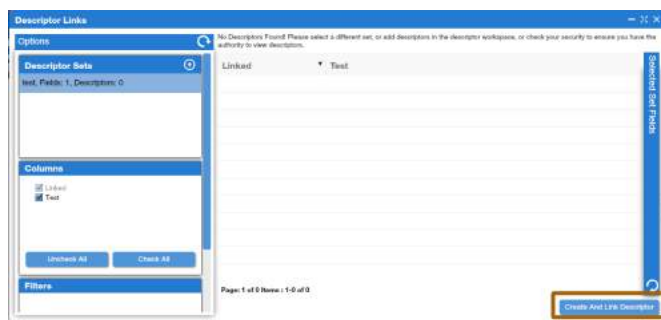 Descriptor Links
Options
No Descriptors Found! Please select a different set, or add descriptors in the descriptor workspace, or check your security to ensure you have the
authority to view descriptors.
Descriptor Sets
test, Fields: 1, Descriptors: 0
Linked
Test
Selected Set Fields
Columns
Linked
Test
Uncheck All
Check All
Filters
Page: 1 of 0 Items : 1-0 of 0
Create And Link Descriptor